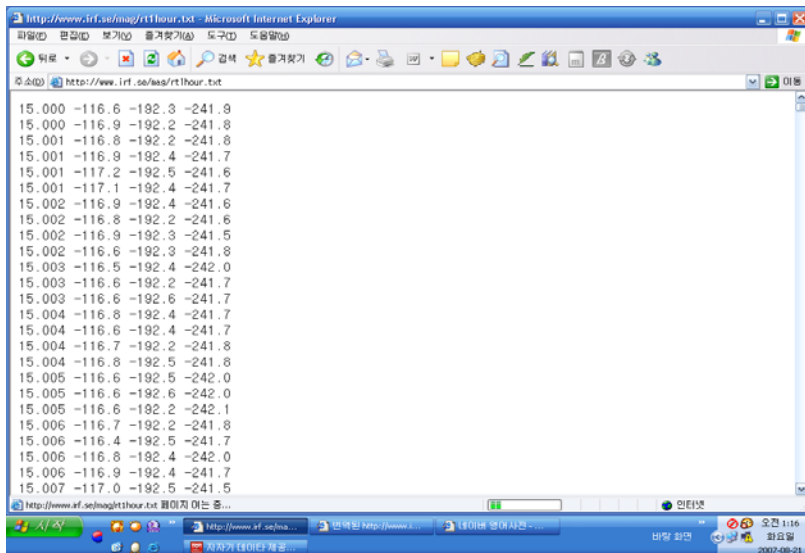 http://www.irf.se/mag/rt1hour.txt - Microsoft Internet Explorer
파일(F) 편집(E) 보기(V) 즐겨찾기(A) 도구(T) 도움말(H)
뒤로 검색 즐겨찾기
주소(D) http://www.irf.se/mag/rt1hour.txt 이동
15.000 -116.6 -192.3 -241.9
15.000 -116.9 -192.2 -241.8
15.001 -116.8 -192.2 -241.8
15.001 -116.9 -192.4 -241.7
15.001 -117.2 -192.5 -241.6
15.001 -117.1 -192.4 -241.7
15.002 -116.9 -192.4 -241.6
15.002 -116.8 -192.2 -241.6
15.002 -116.9 -192.3 -241.5
15.002 -116.6 -192.3 -241.8
15.003 -116.5 -192.4 -242.0
15.003 -116.6 -192.2 -241.7
15.003 -116.6 -192.6 -241.7
15.004 -116.8 -192.4 -241.7
15.004 -116.6 -192.4 -241.7
15.004 -116.7 -192.2 -241.8
15.004 -116.8 -192.5 -241.8
15.005 -116.6 -192.5 -242.0
15.005 -116.6 -192.6 -242.0
15.005 -116.6 -192.2 -242.1
15.006 -116.7 -192.2 -241.8
15.006 -116.4 -192.5 -241.7
15.006 -116.8 -192.4 -242.0
15.006 -116.9 -192.4 -241.7
15.007 -117.0 -192.5 -241.5
http://www.irf.se/mag/rt1hour.txt 페이지 여는 중... 인터넷
시작 http://www.irf.se/ma... 번역된 http://www.i... 네이버 영어사전 -... 오전 1:16
지자기 데이타 제공... 바탕 화면 화요일
2007-08-21